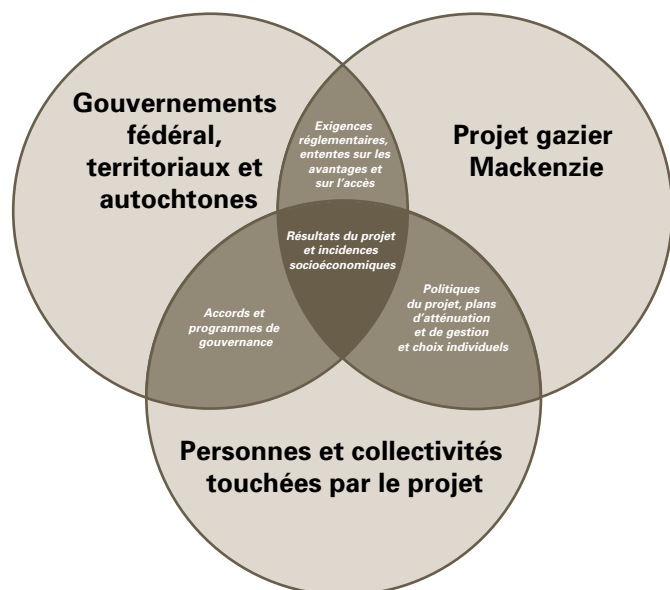 Gouvernements
fédéral,
territoriaux et
autochtones
Exigences
réglementaires,
ententes sur les
avantages et
sur l'accès
Projet gazier
Mackenzie
Résultats du projet
et incidences
socioéconomiques
Accords et
programmes de
gouvernance
Politiques
du projet, plans
d'atténuation
et de gestion
et choix individuels
Personnes et collectivités
touchées par le projet